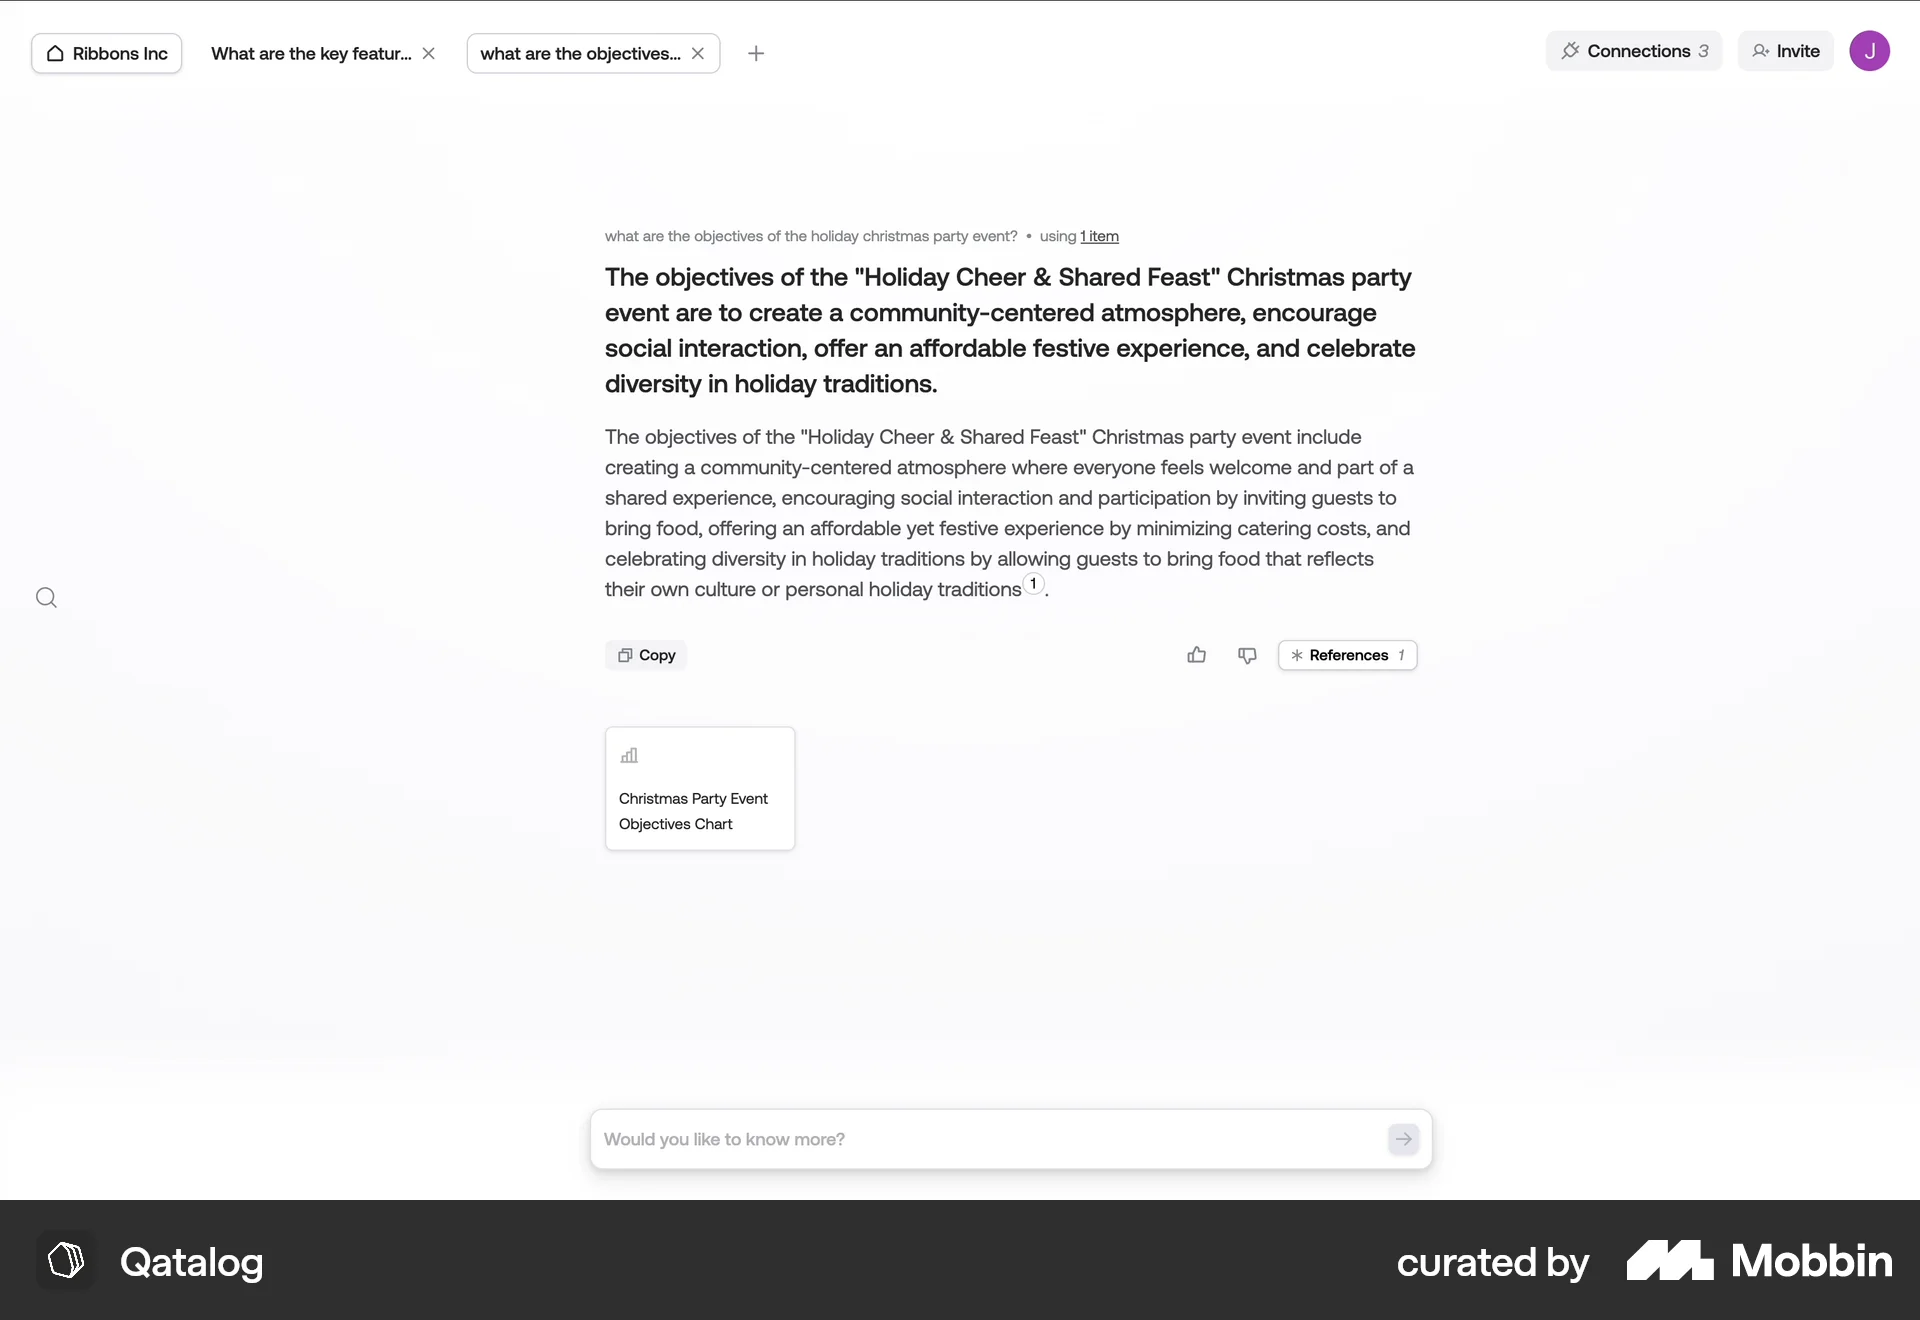 Ribbons Inc
What are the key featur...
what are the objectives...
Connections 3
Invite
J
what are the objectives of the holiday christmas party event? • using 1 item
The objectives of the "Holiday Cheer & Shared Feast" Christmas party
event are to create a community-centered atmosphere, encourage
social interaction, offer an affordable festive experience, and celebrate
diversity in holiday traditions.
The objectives of the "Holiday Cheer & Shared Feast" Christmas party event include
creating a community-centered atmosphere where everyone feels welcome and part of a
shared experience, encouraging social interaction and participation by inviting guests to
bring food, offering an affordable yet festive experience by minimizing catering costs, and
celebrating diversity in holiday traditions by allowing guests to bring food that reflects
their own culture or personal holiday traditions 1.
Copy
References 1
Christmas Party Event
Objectives Chart
Would you like to know more?
Qatalog
curated by
Mobbin